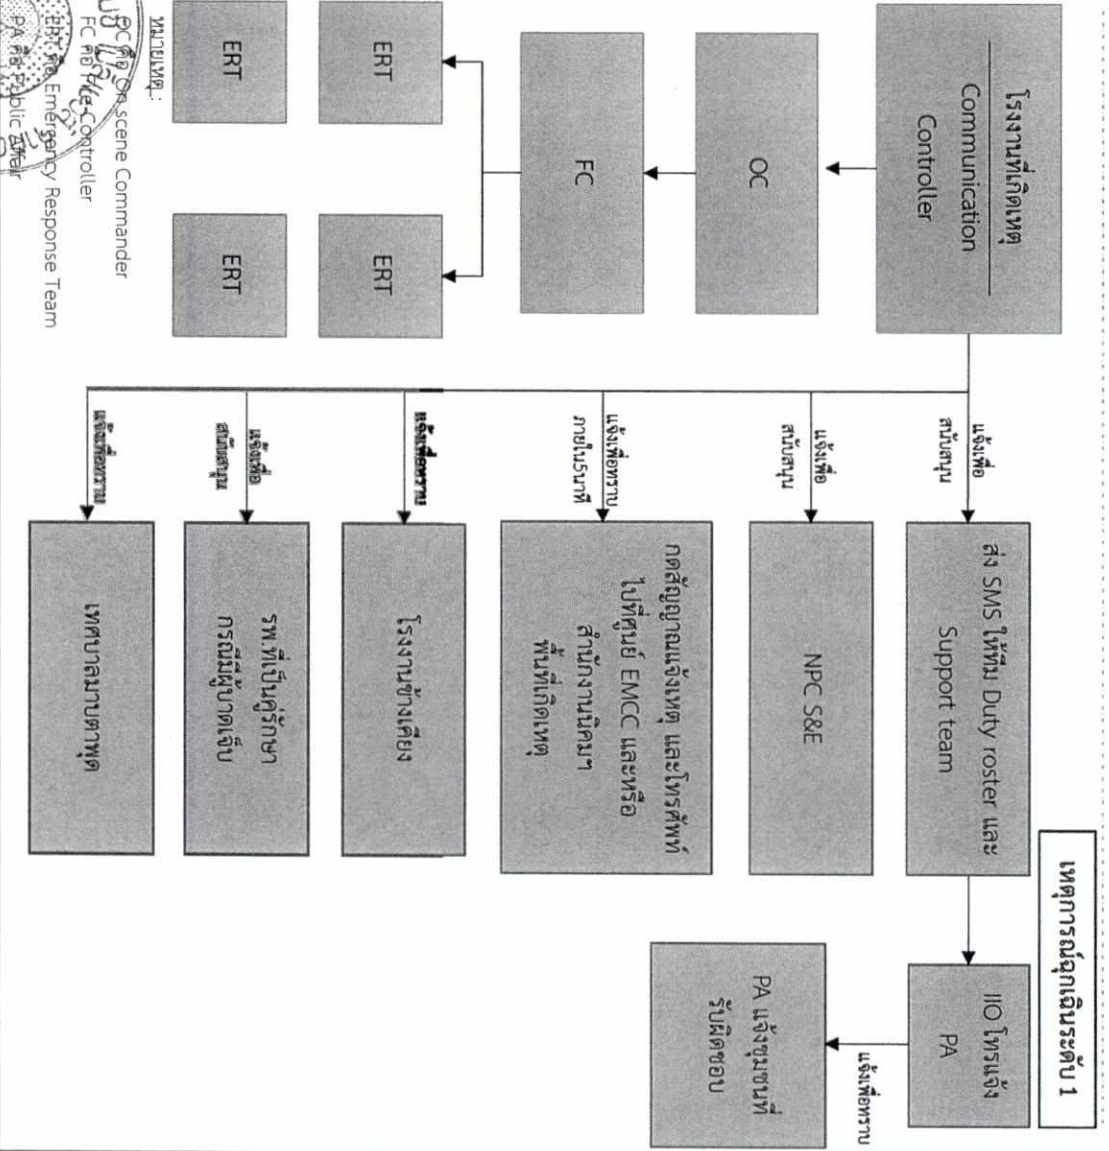 เหตุการณ์ฉุกเฉินระดับ 1
โรงงานที่เกิดเหตุ
Communication
Controller
OC
FC
ERT
ERT
ERT
ERT
แจ้งเพื่อ
สนับสนุน
ส่ง SMS ให้ทีม Duty roster และ
Support team
IIO โทรแจ้ง
PA
แจ้งเพื่อทราบ
PA แจ้งชุมชนที่
รับผิดชอบ
แจ้งเพื่อ
สนับสนุน
NPC S&E
แจ้งเพื่อทราบ
ภายใน5นาที
กดสัญญาณแจ้งเหตุ และโทรศัพท์
ไปที่ศูนย์ EMCC และหรือ
สำนักงานนิคมฯ
พื้นที่เกิดเหตุ
แจ้งเพื่อทราบ
โรงงานข้างเคียง
แจ้งเพื่อ
สนับสนุน
รพ.ที่เป็นคู่รักษา
กรณีมีผู้บาดเจ็บ
แจ้งเพื่อทราบ
เทศบาลมาบตาพุด
หมายเหตุ :
OC คือ On scene Commander
FC คือ Fire Controller
ERT คือ Emergency Response Team
PA คือ Public Affair